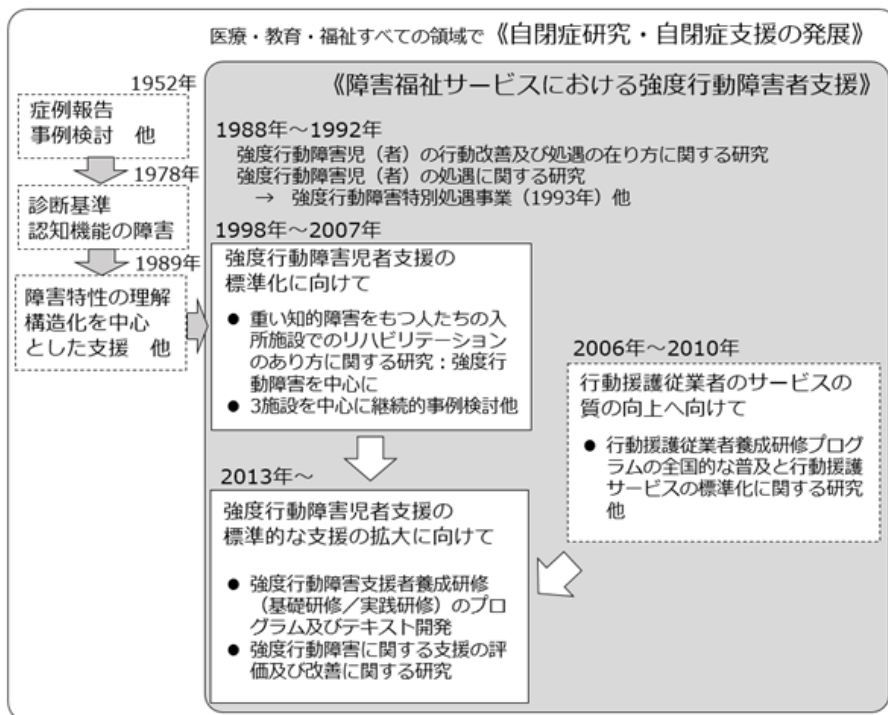 医療・教育・福祉すべての領域で《自閉症研究・自閉症支援の発展》
1952年
症例報告
事例検討　他
1978年
診断基準
認知機能の障害
1989年
障害特性の理解
構造化を中心
とした支援　他
《障害福祉サービスにおける強度行動障害者支援》
1988年～1992年
強度行動障害児（者）の行動改善及び処遇の在り方に関する研究
強度行動障害児（者）の処遇に関する研究
→　強度行動障害特別処遇事業（1993年）他
1998年～2007年
強度行動障害児者支援の
標準化に向けて
● 重い知的障害をもつ人たちの入
所施設でのリハビリテーション
のあり方に関する研究：強度行
動障害を中心に
● 3施設を中心に継続的事例検討他
2006年～2010年
行動援護従業者のサービスの
質の向上へ向けて
● 行動援護従業者養成研修プログ
ラムの全国的な普及と行動援護
サービスの標準化に関する研究
他
2013年～
強度行動障害児者支援の
標準的な支援の拡大に向けて
● 強度行動障害支援者養成研修
（基礎研修／実践研修）のプロ
グラム及びテキスト開発
● 強度行動障害に関する支援の評
価及び改善に関する研究